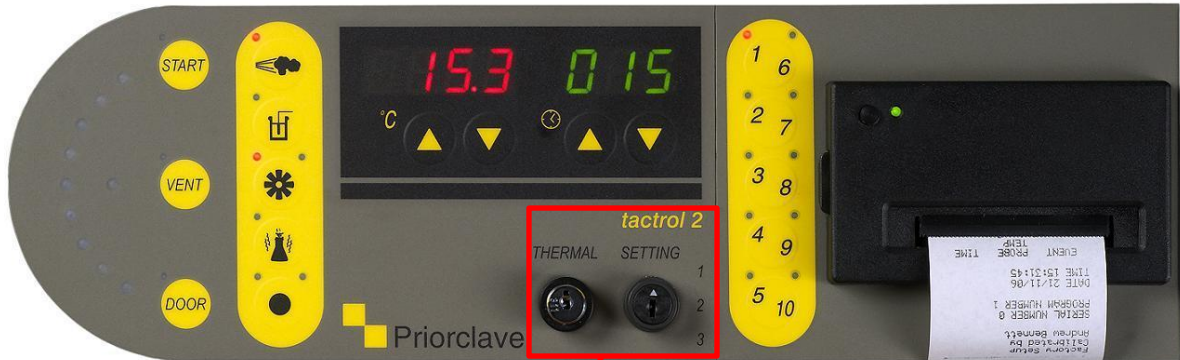 START
VENT
DOOR
15.3 015
°C
tactrol 2
THERMAL SETTING
1
2
3
Priorclave
1 6
2 7
3 8
4 9
5 10
Factory Setup
Calibrated by
Andrew Bennett
SERIAL NUMBER 0
PROGRAM NUMBER 1
DATE 21/11/06
TIME 15:31:45
EVENT PROBE TIME
TEMP